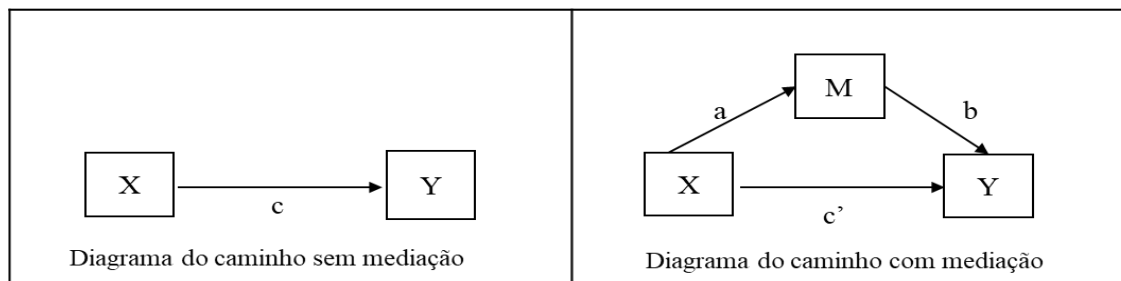 X
c
Y
Diagrama do caminho sem mediação
M
a
b
X
c’
Y
Diagrama do caminho com mediação